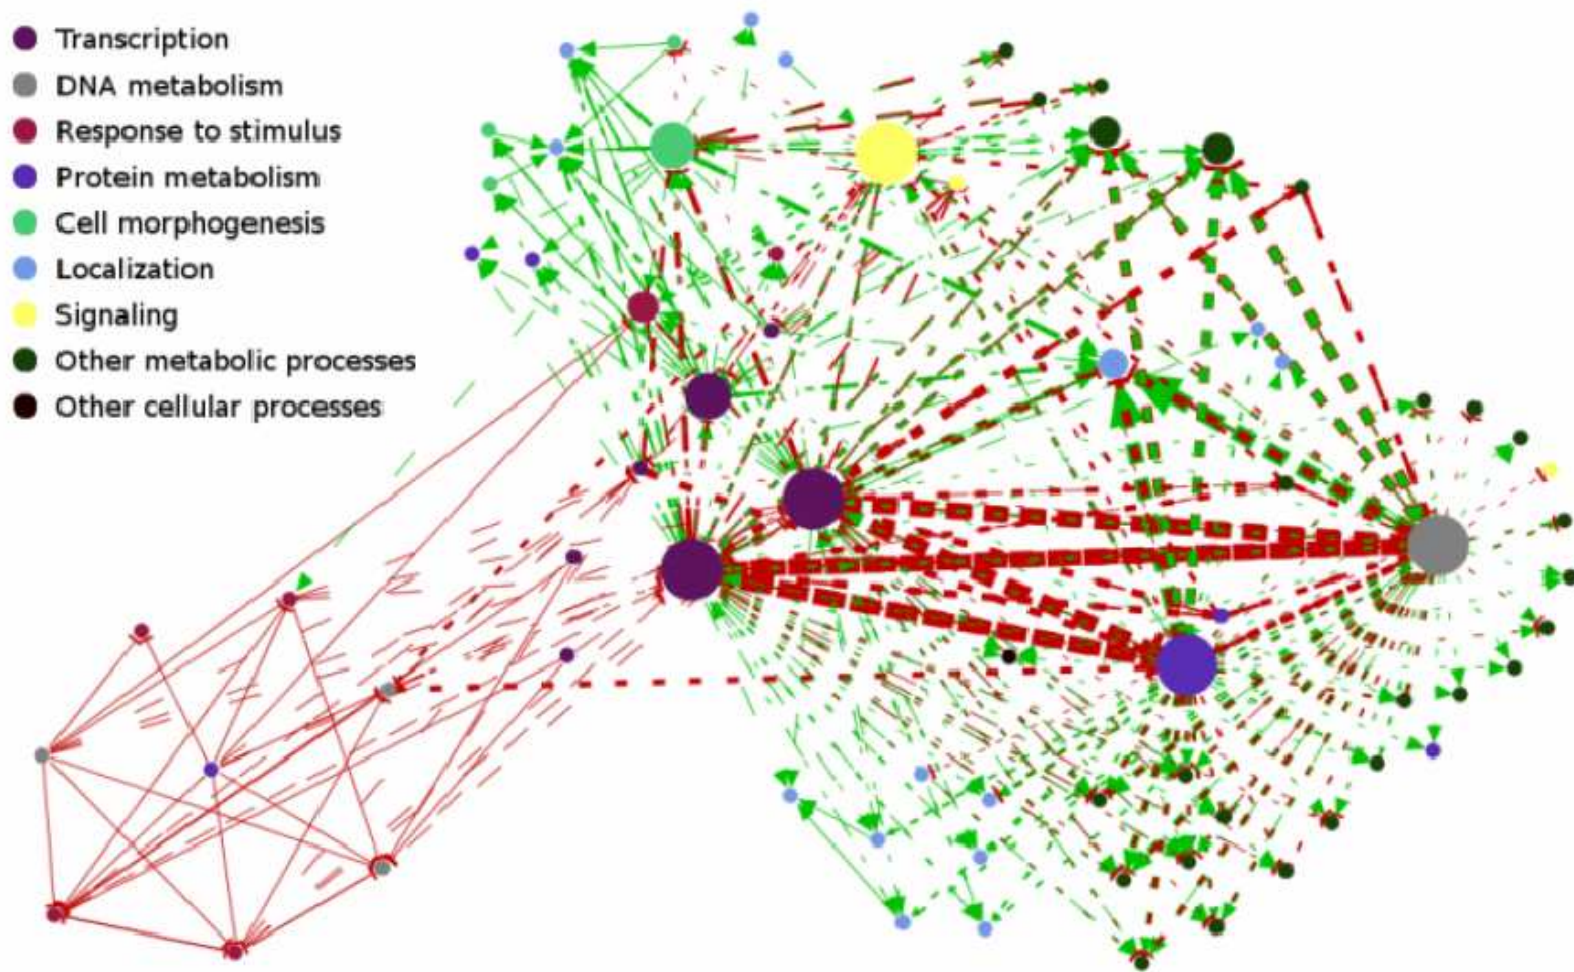 Transcription
DNA metabolism
Response to stimulus
Protein metabolism
Cell morphogenesis
Localization
Signaling
Other metabolic processes
Other cellular processes